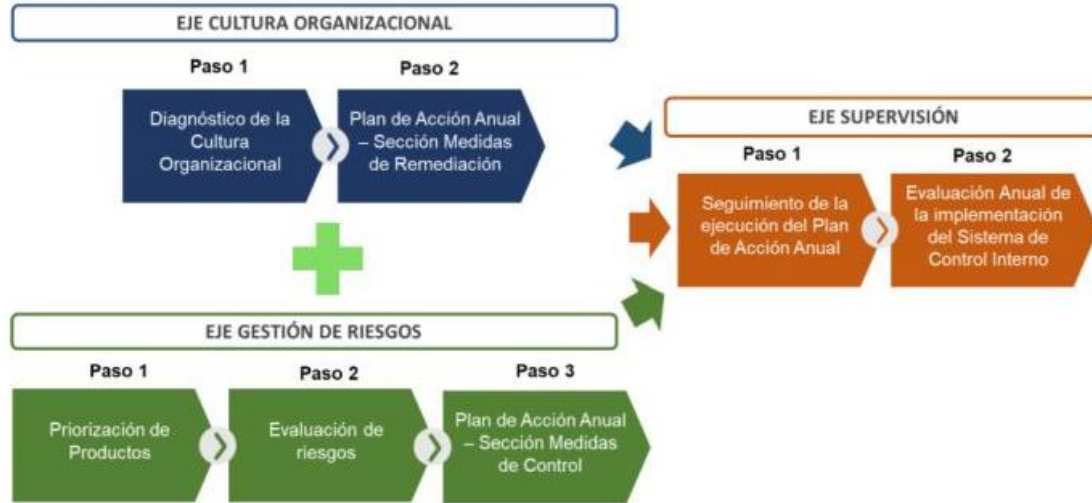 EJE CULTURA ORGANIZACIONAL
Paso 1
Paso 2
Diagnóstico de la
Cultura
Organizacional
Plan de Acción Anual
– Sección Medidas
de Remediación
EJE SUPERVISIÓN
Paso 1
Paso 2
Seguimiento de la
ejecución del Plan
de Acción Anual
Evaluación Anual de
la implementación
del Sistema de
Control Interno
EJE GESTIÓN DE RIESGOS
Paso 1
Paso 2
Paso 3
Priorización de
Productos
Evaluación de
riesgos
Plan de Acción Anual
– Sección Medidas
de Control